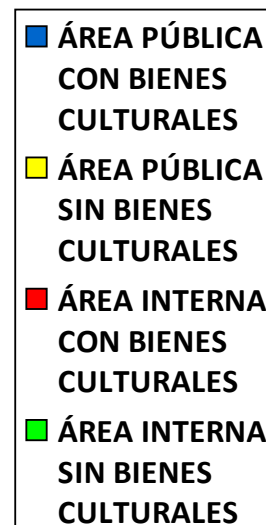 ÁREA PÚBLICA
CON BIENES
CULTURALES
ÁREA PÚBLICA
SIN BIENES
CULTURALES
ÁREA INTERNA
CON BIENES
CULTURALES
ÁREA INTERNA
SIN BIENES
CULTURALES